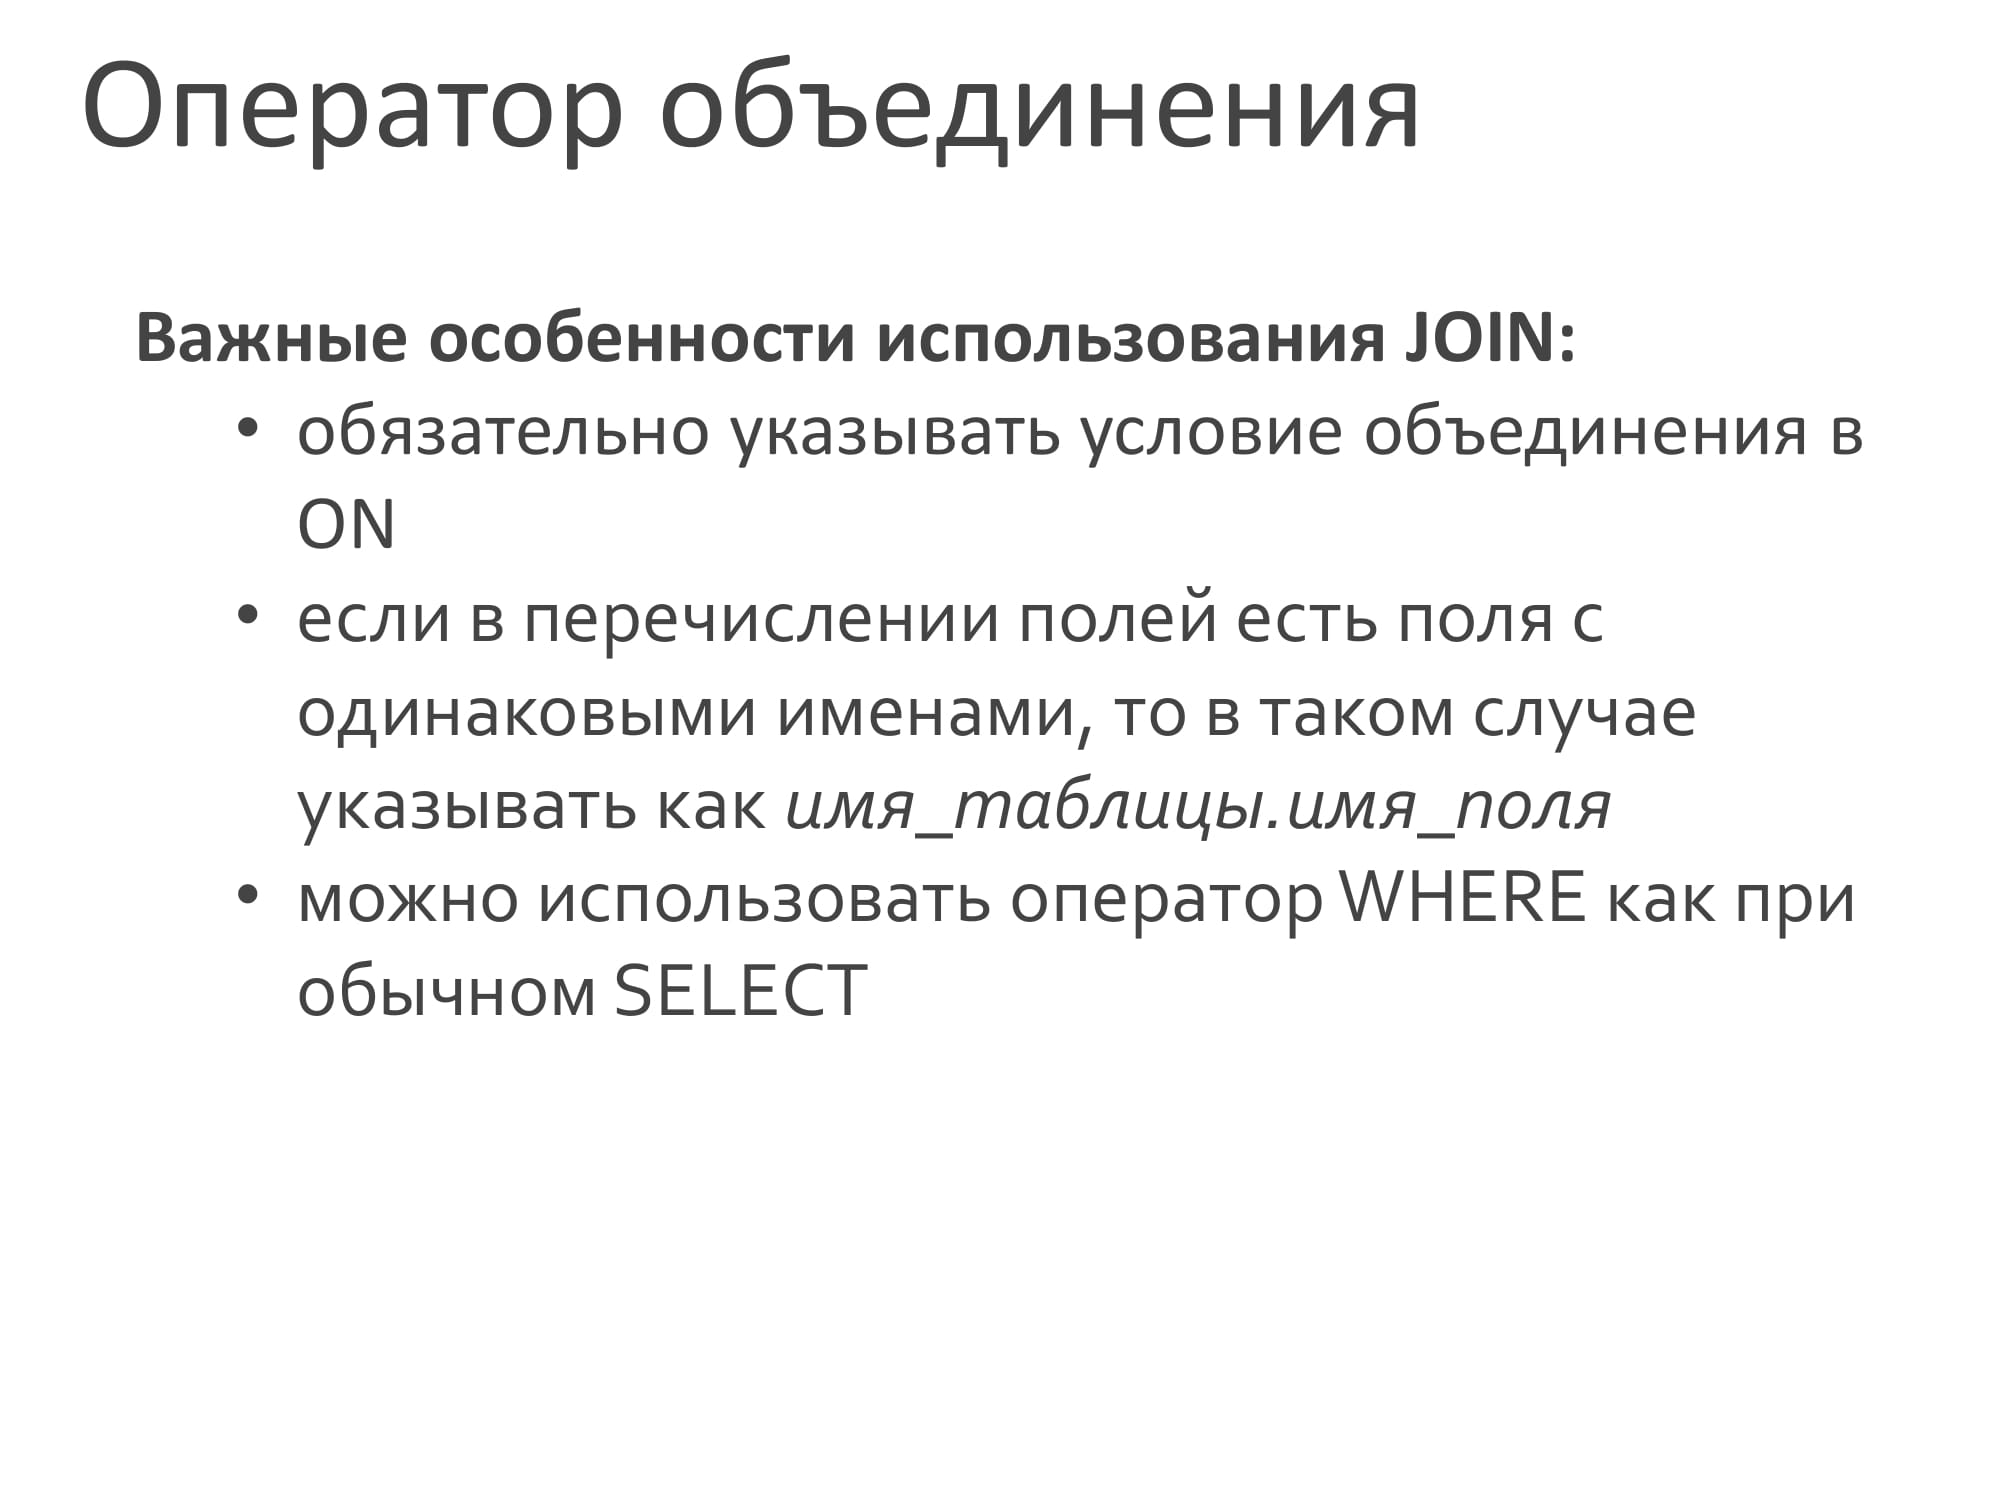 Оператор объединения
Важные особенности использования JOIN:
• обязательно указывать условие объединения в
ON
• если в перечислении полей есть поля с
одинаковыми именами, то в таком случае
указывать как имя_таблицы.имя_поля
• можно использовать оператор WHERE как при
обычном SELECT